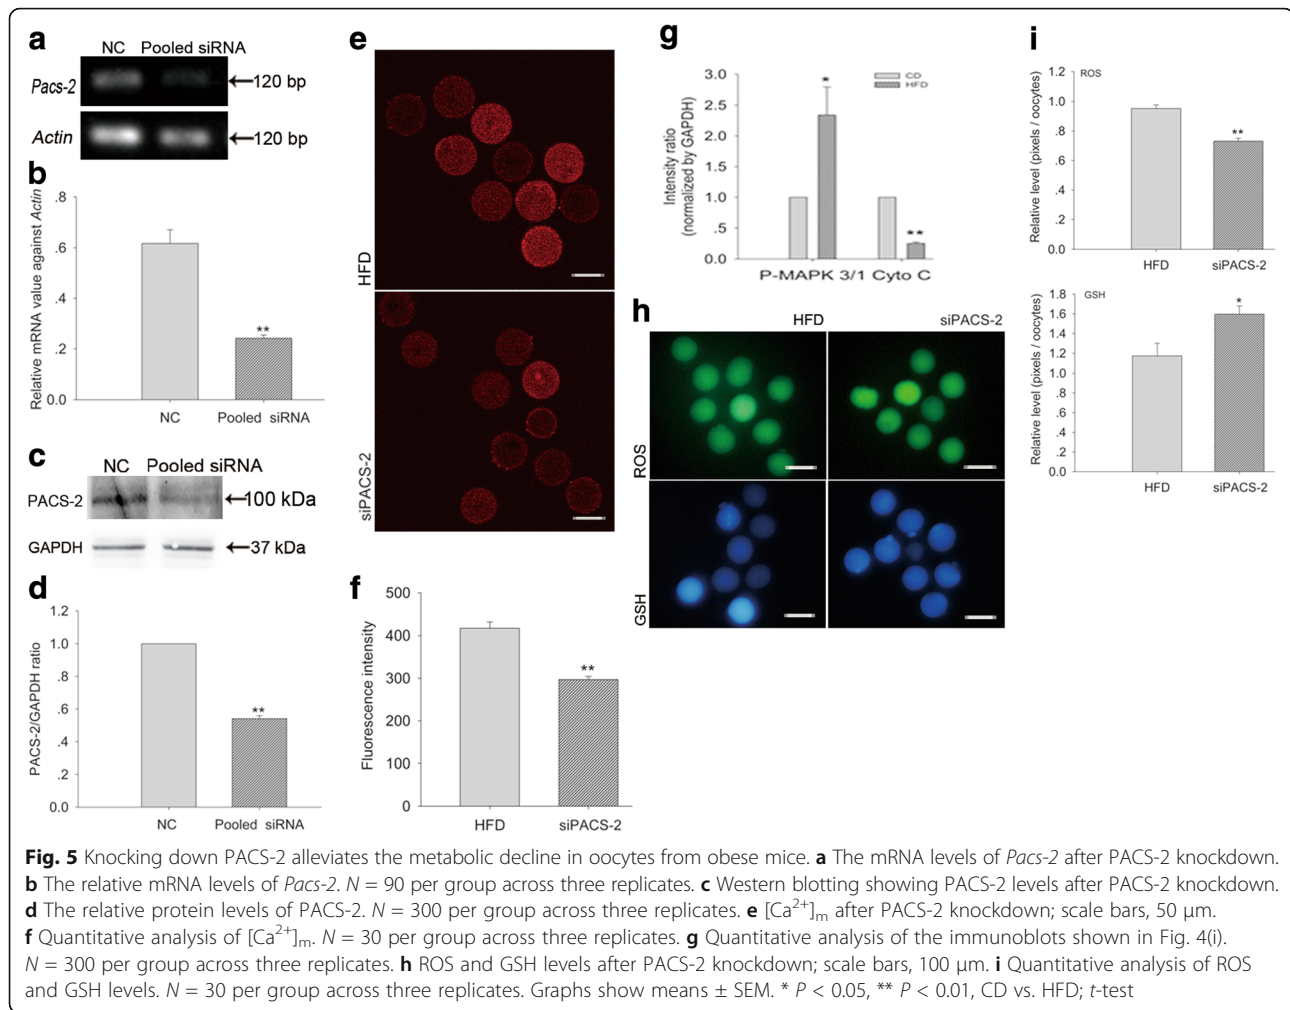 a
NC Pooled siRNA
Pacs-2
120 bp
Actin
120 bp
b
Relative mRNA value against Actin
.8
.6
.4
.2
0.0
NC
Pooled siRNA
**
c
NC Pooled siRNA
PACS-2
100 kDa
GAPDH
37 kDa
d
PACS-2/GAPDH ratio
1.2
1.0
.8
.6
.4
.2
0.0
NC
Pooled siRNA
**
e
HFD
siPACS-2
f
Fluorescence intensity
500
400
300
200
100
0
HFD
siPACS-2
**
g
Intensity ratio
(normalized by GAPDH)
3.0
2.5
2.0
1.5
1.0
.5
0.0
CD
HFD
*
**
P-MAPK 3/1 Cyto C
h
HFD
siPACS-2
ROS
GSH
i
Relative level (pixels / oocytes)
ROS
1.2
1.0
.8
.6
.4
.2
0.0
**
HFD
siPACS-2
Relative level (pixels / oocytes)
GSH
1.8
1.6
1.4
1.2
1.0
.8
.6
.4
.2
0.0
*
HFD
siPACS-2
Fig. 5 Knocking down PACS-2 alleviates the metabolic decline in oocytes from obese mice. a The mRNA levels of Pacs-2 after PACS-2 knockdown.
b The relative mRNA levels of Pacs-2. N = 90 per group across three replicates. c Western blotting showing PACS-2 levels after PACS-2 knockdown.
d The relative protein levels of PACS-2. N = 300 per group across three replicates. e [Ca²⁺]ₘ after PACS-2 knockdown; scale bars, 50 μm.
f Quantitative analysis of [Ca²⁺]ₘ. N = 30 per group across three replicates. g Quantitative analysis of the immunoblots shown in Fig. 4(i).
N = 300 per group across three replicates. h ROS and GSH levels after PACS-2 knockdown; scale bars, 100 μm. i Quantitative analysis of ROS
and GSH levels. N = 30 per group across three replicates. Graphs show means ± SEM. * P < 0.05, ** P < 0.01, CD vs. HFD; t-test